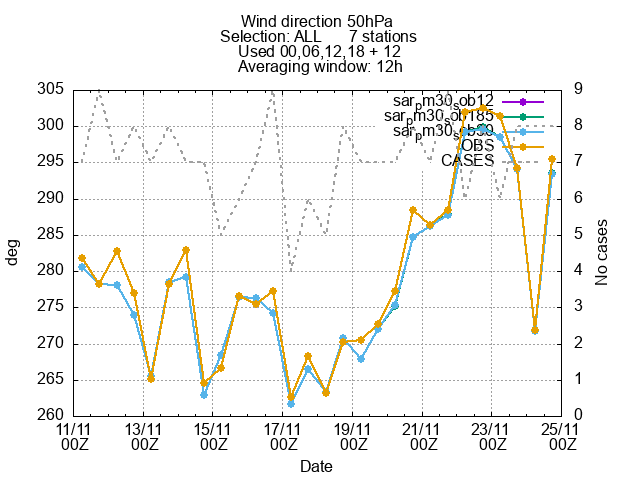 Wind direction 50hPa
Selection: ALL 7 stations
Used 00,06,12,18 + 12
Averaging window: 12h
305
300
295
290
285
280
275
270
265
260
deg
9
8
7
6
5
4
3
2
1
0
No cases
sar_pm30_sob12
sar_pm30_sob185
OBS
CASES
11/11 13/11 15/11 17/11 19/11 21/11 23/11 25/11
00Z 00Z 00Z 00Z 00Z 00Z 00Z 00Z
Date